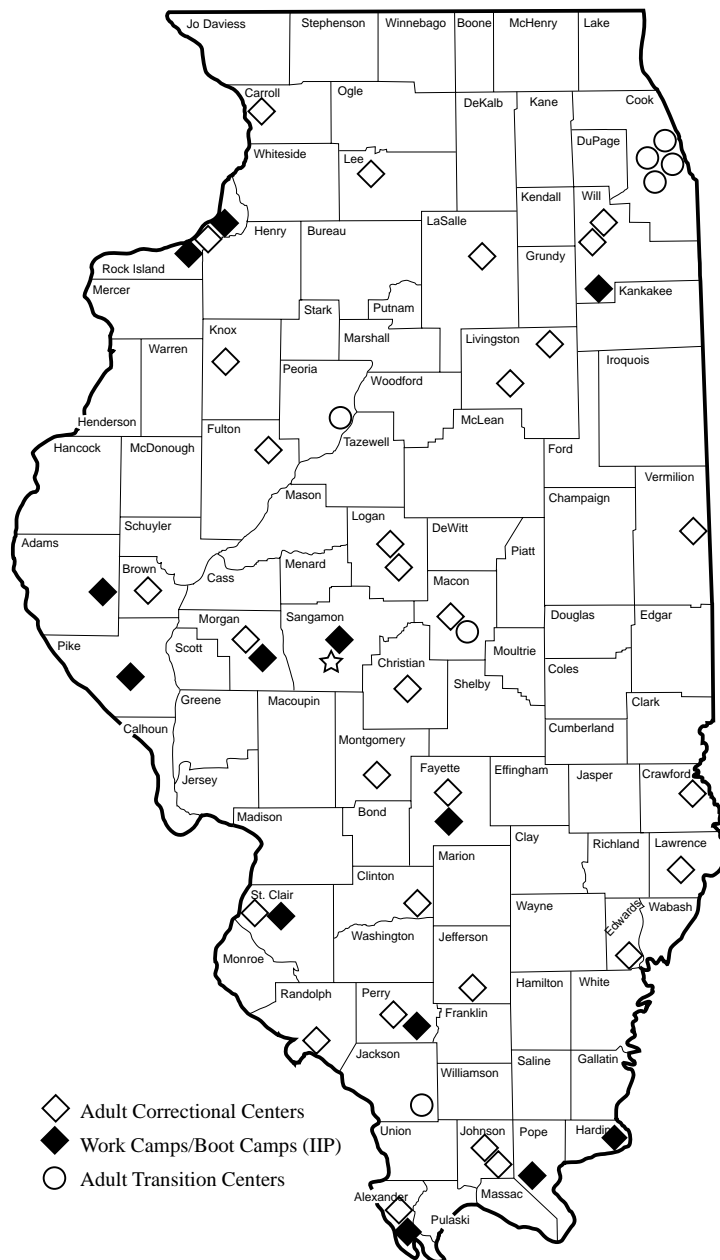 Jo Daviess
Stephenson
Winnebago
Boone
McHenry
Lake
Carroll
Ogle
DeKalb
Kane
Cook
DuPage
Whiteside
Lee
Kendall
Will
LaSalle
Henry
Bureau
Grundy
Rock Island
Mercer
Putnam
Kankakee
Stark
Knox
Marshall
Livingston
Warren
Peoria
Woodford
Iroquois
Henderson
Fulton
McLean
Hancock
McDonough
Tazewell
Ford
Vermilion
Mason
Champaign
Schuyler
Logan
DeWitt
Adams
Piatt
Brown
Cass
Menard
Macon
Morgan
Sangamon
Douglas
Edgar
Pike
Scott
Moultrie
Christian
Coles
Shelby
Greene
Macoupin
Clark
Calhoun
Cumberland
Montgomery
Fayette
Effingham
Jasper
Crawford
Jersey
Madison
Bond
Clay
Richland
Lawrence
Marion
Clinton
St. Clair
Wayne
Edwards
Wabash
Washington
Jefferson
Monroe
Hamilton
White
Randolph
Perry
Franklin
Jackson
Saline
Gallatin
Williamson
Adult Correctional Centers
Union
Johnson
Pope
Hardin
Work Camps/Boot Camps (IIP)
Adult Transition Centers
Alexander
Massac
Pulaski